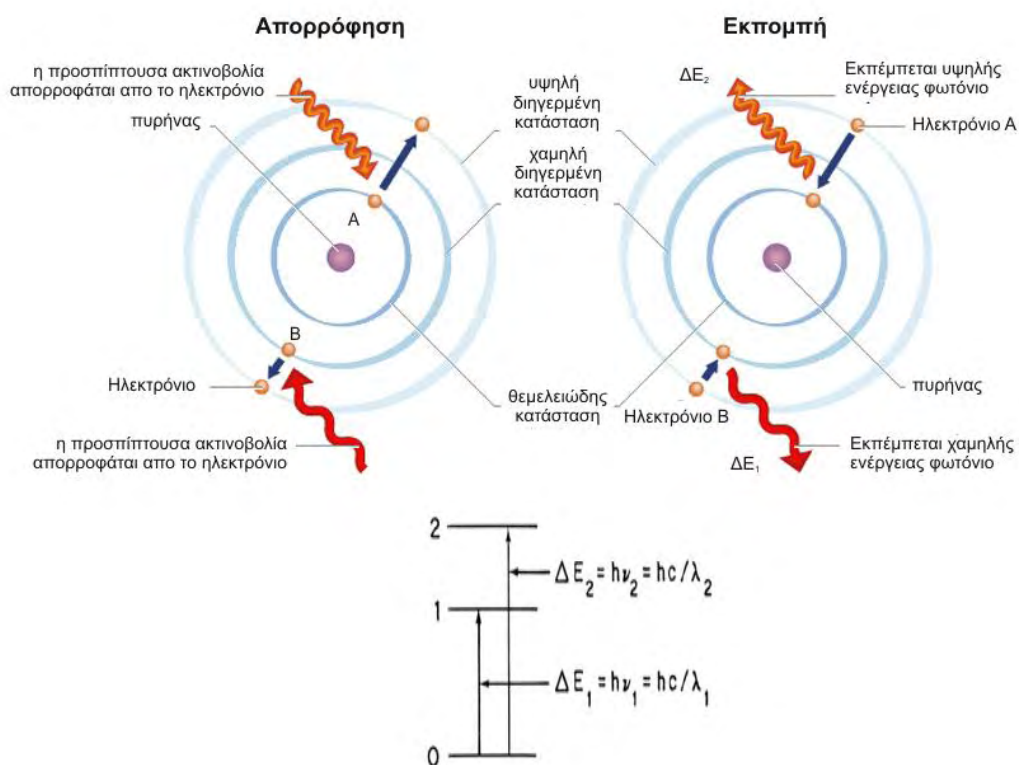 Απορρόφηση
Εκπομπή
η προσπίπτουσα ακτινοβολία
απορροφάται απο το ηλεκτρόνιο
πυρήνας
υψηλή
διηγερμένη
κατάσταση
χαμηλή
διηγερμένη
κατάσταση
ΔΕ₂
Εκπέμπεται υψηλής
ενέργειας φωτόνιο
Ηλεκτρόνιο Α
Α
Β
Ηλεκτρόνιο
η προσπίπτουσα ακτινοβολία
απορροφάται απο το ηλεκτρόνιο
θεμελειώδης
κατάσταση
Ηλεκτρόνιο Β
πυρήνας
ΔΕ₁
Εκπέμπεται χαμηλής
ενέργειας φωτόνιο
2
ΔE₂ = hν₂ = hc/λ₂
1
ΔE₁ = hν₁ = hc/λ₁
0